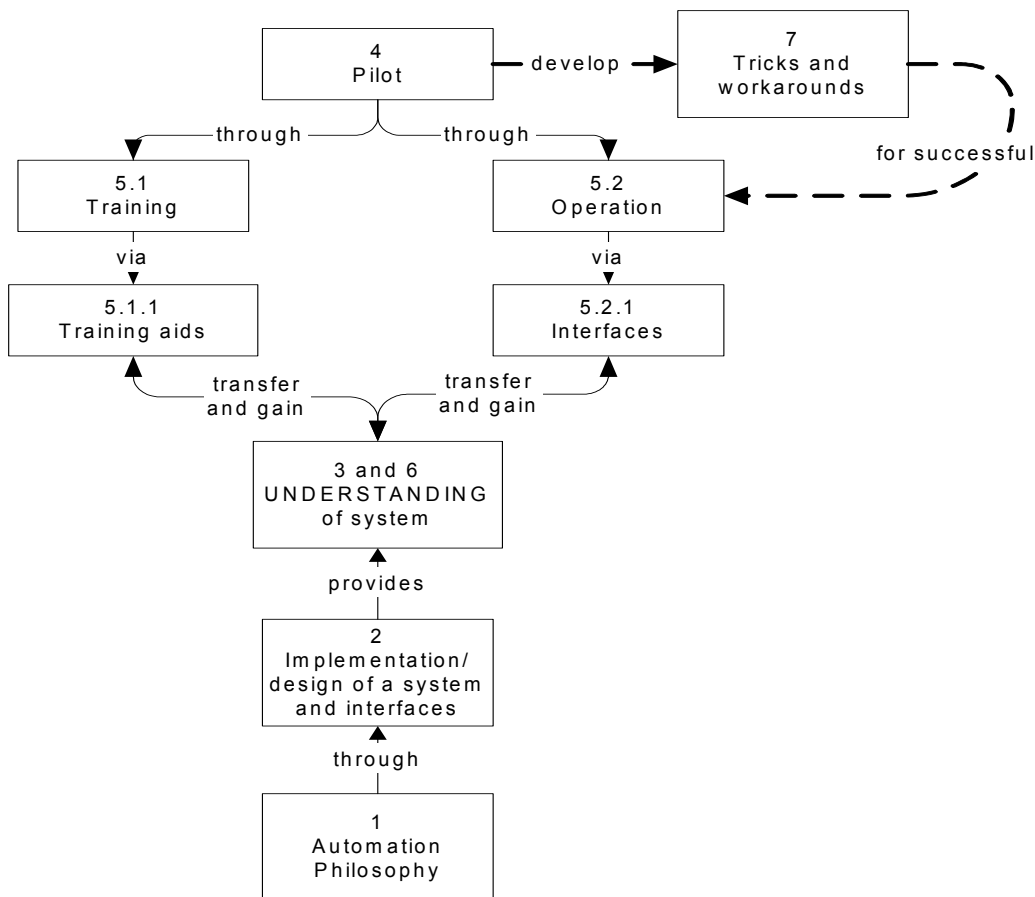 4
Pilot
develop
7
Tricks and
workarounds
through
through
for successful
5.1
Training
5.2
Operation
via
via
5.1.1
Training aids
5.2.1
Interfaces
transfer
and gain
transfer
and gain
3 and 6
UNDERSTANDING
of system
provides
2
Implementation/
design of a system
and interfaces
through
1
Automation
Philosophy